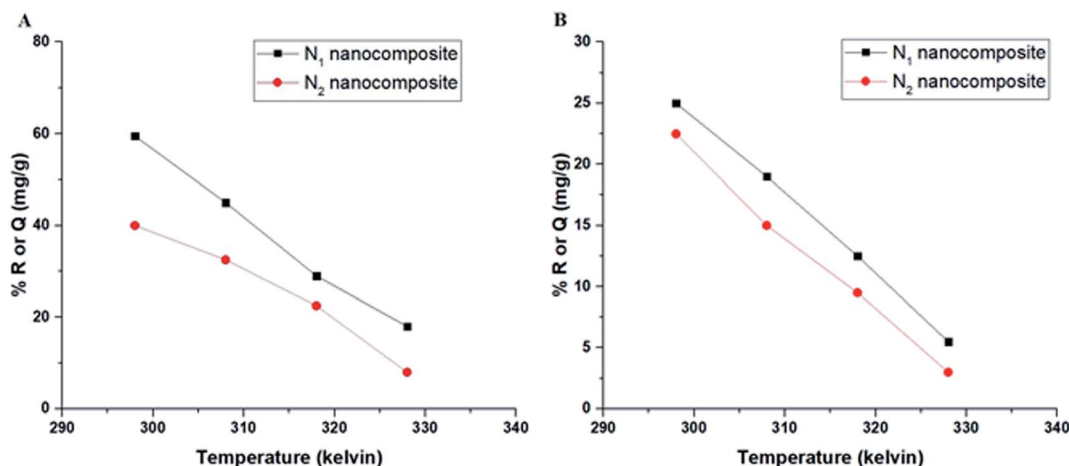 A
80
60
40
20
0
% R or Q (mg/g)
N₁ nanocomposite
N₂ nanocomposite
290 300 310 320 330 340
Temperature (kelvin)
B
30
25
20
15
10
5
0
% R or Q (mg/g)
N₁ nanocomposite
N₂ nanocomposite
290 300 310 320 330 340
Temperature (kelvin)